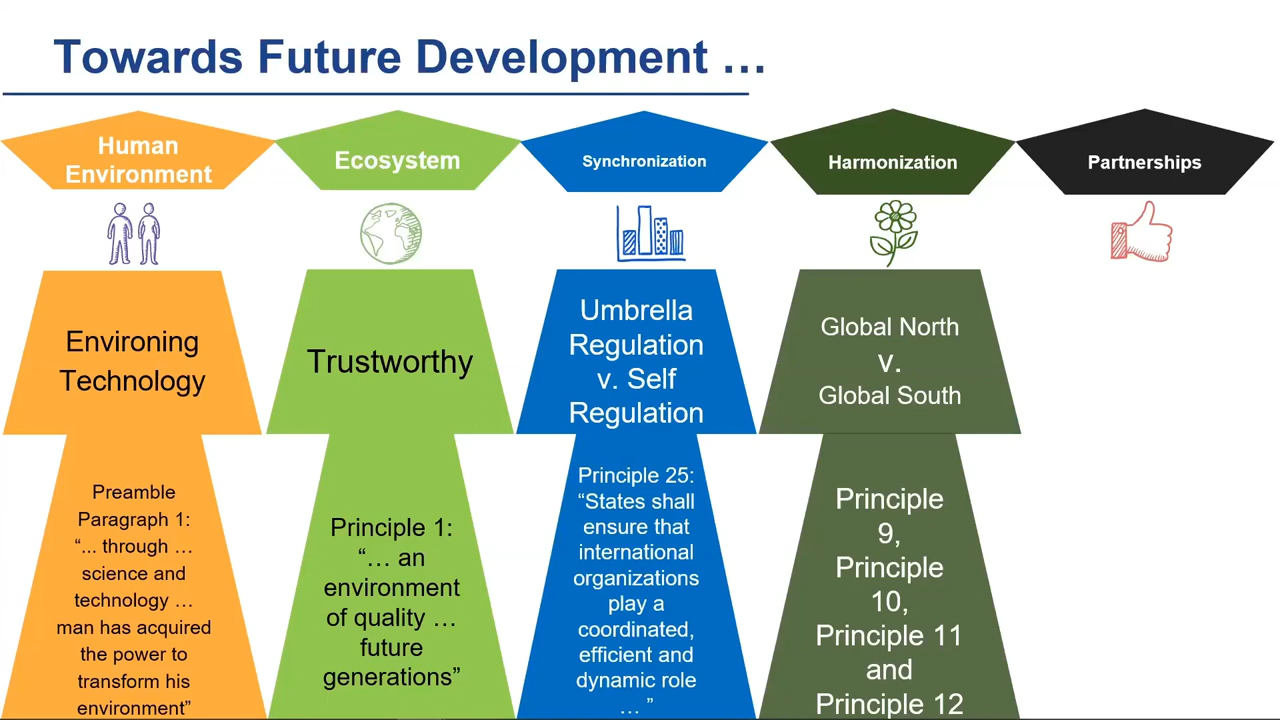 Towards Future Development …
Human
Environment
Ecosystem
Synchronization
Harmonization
Partnerships
Environing
Technology
Trustworthy
Umbrella
Regulation
v. Self
Regulation
Global North
v.
Global South
Preamble
Paragraph 1:
“... through …
science and
technology …
man has acquired
the power to
transform his
environment”
Principle 1:
“… an
environment
of quality …
future
generations”
Principle 25:
“States shall
ensure that
international
organizations
play a
coordinated,
efficient and
dynamic role
… ”
Principle
9,
Principle
10,
Principle 11
and
Principle 12